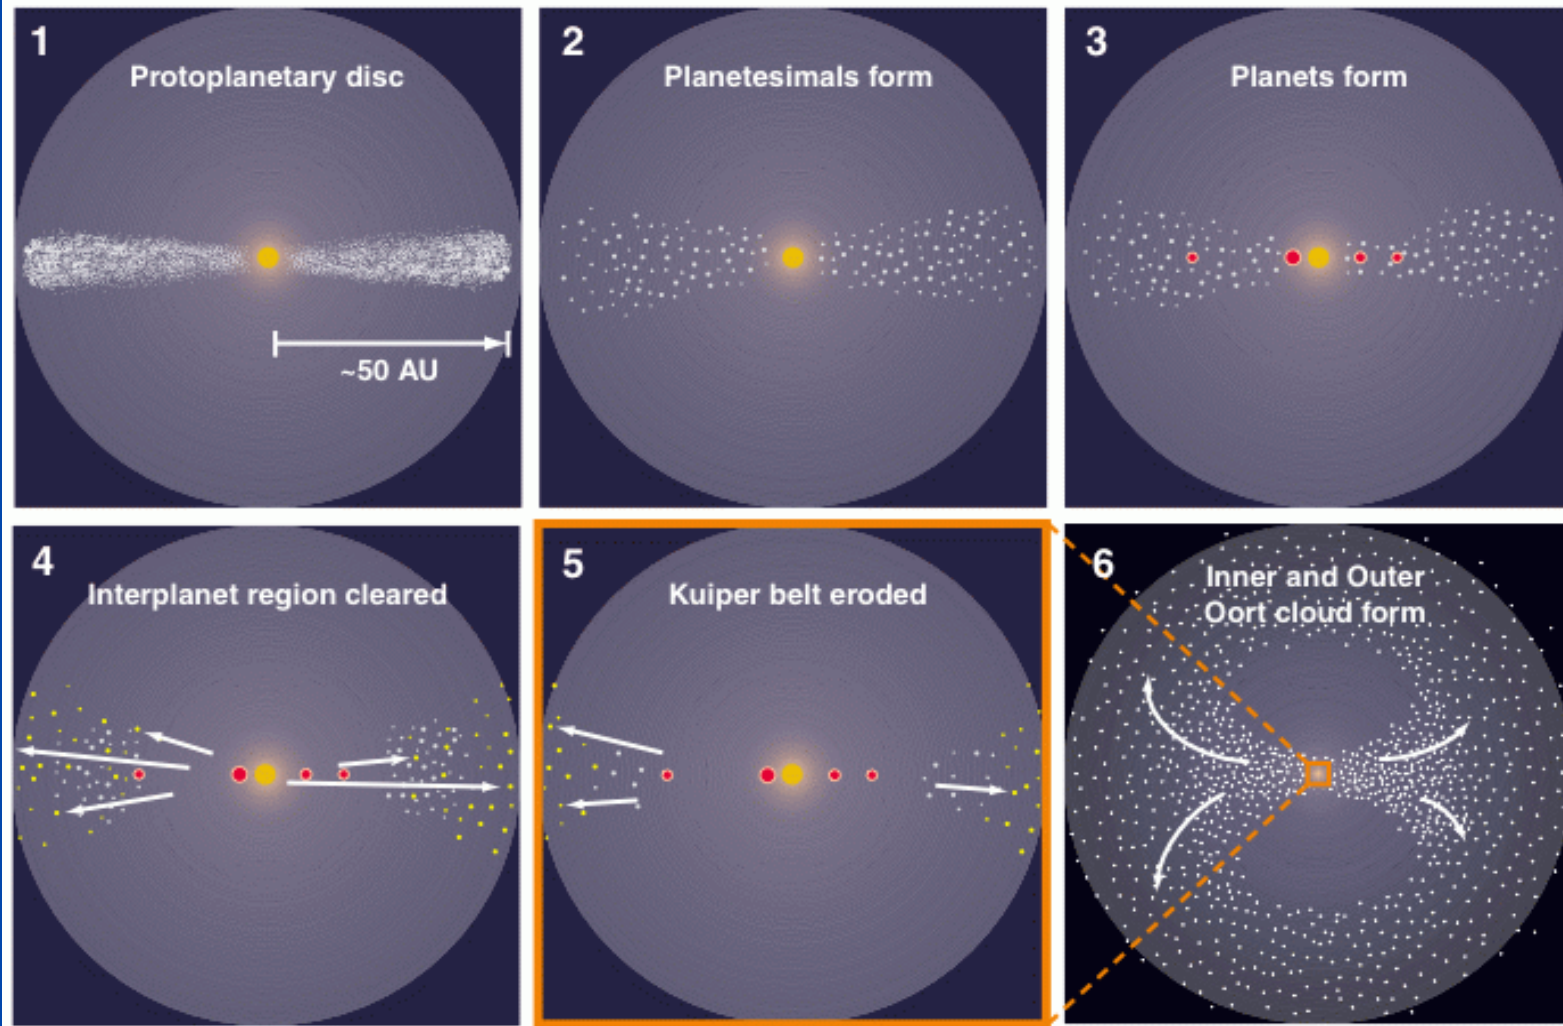 1
Protoplanetary disc
~50 AU
2
Planetesimals form
3
Planets form
4
Interplanet region cleared
5
Kuiper belt eroded
6
Inner and Outer
Oort cloud form